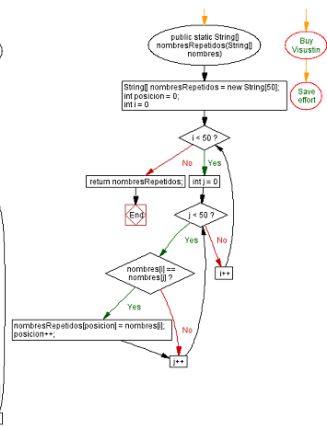 public static String[]
nombresRepetidos(String[]
nombres)
Buy
Visustin
String[] nombresRepetidos = new String[50];
int posicion = 0;
int i = 0
Save
effort
i < 50 ?
No
Yes
return nombresRepetidos;
int j = 0
End
j < 50 ?
Yes
No
nombres[i] ==
nombres[j] ?
i++
Yes
nombresRepetidos[posicion] = nombres[i];
posicion++;
No
j++